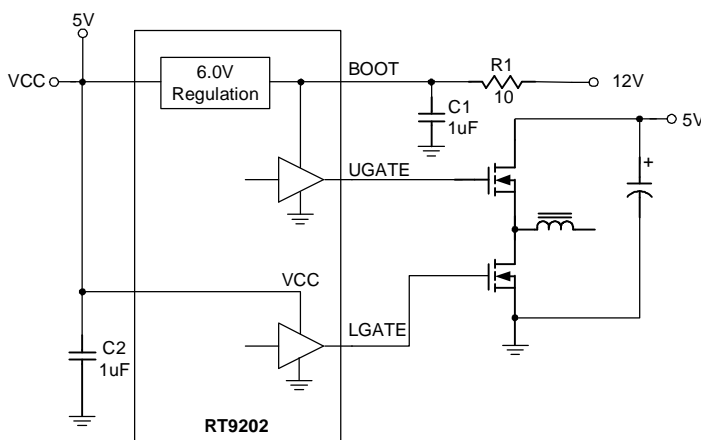 5V
VCC
6.0V
Regulation
BOOT
R1
10
12V
C1
1uF
5V
+
UGATE
VCC
LGATE
C2
1uF
RT9202